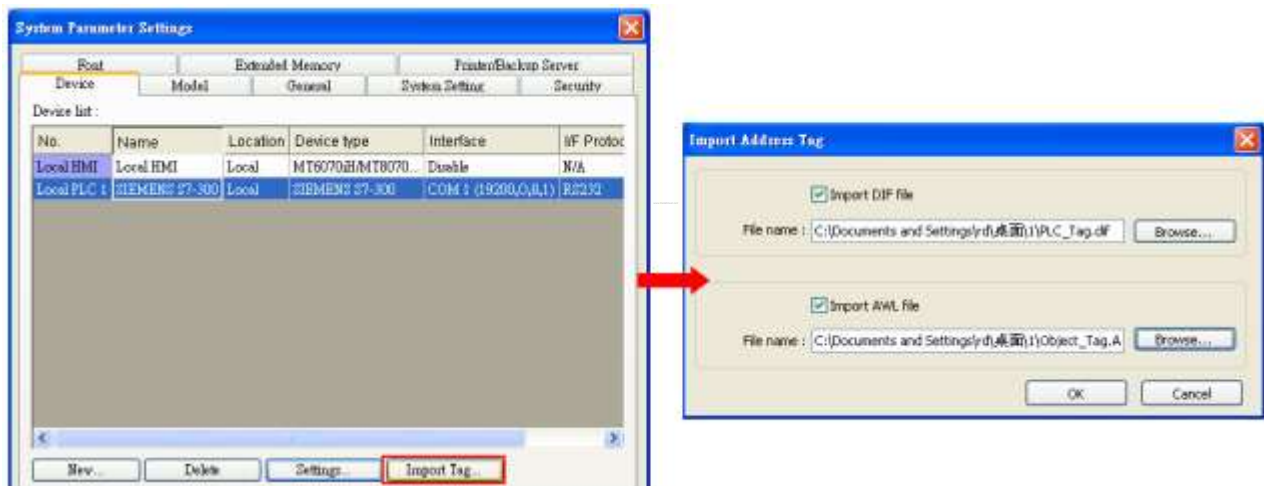 System Parameter Settings
Font Extended Memory Printer/Backup Server
Device Model General System Setting Security
Device list :
No. Name Location Device type Interface I/F Protoc
Local HMI Local HMI Local MT6070iH/MT8070... Disable N/A
Local PLC 1 SIEMENS S7-300 Local SIEMENS S7-300 COM 1 (19200,O,8,1) RS232
New... Delete Settings... Import Tag...
Import Address Tag
Import DIF file
File name : C:\Documents and Settings\rd\桌面\1\PLC_Tag.dif Browse...
Import AWL file
File name : C:\Documents and Settings\rd\桌面\1\Object_Tag.A Browse...
OK Cancel